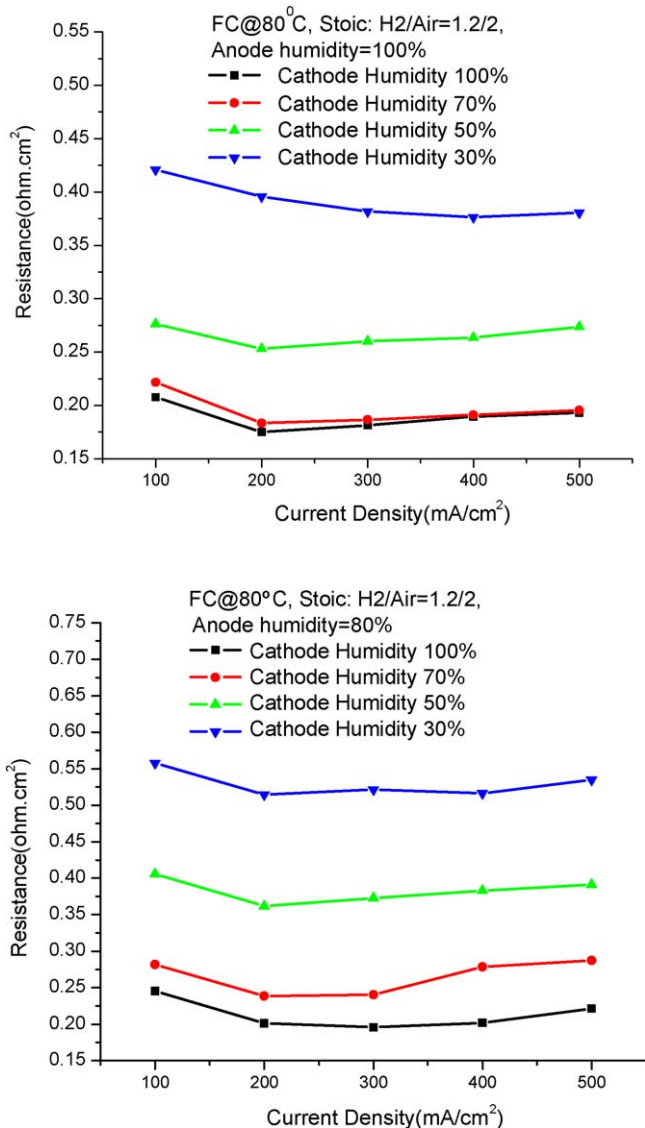 FC@80⁰C, Stoic: H2/Air=1.2/2,
Anode humidity=100%
Cathode Humidity 100%
Cathode Humidity 70%
Cathode Humidity 50%
Cathode Humidity 30%
0.55
0.50
0.45
0.40
0.35
0.30
0.25
0.20
0.15
Resistance(ohm.cm²)
100 200 300 400 500
Current Density(mA/cm²)
FC@80ºC, Stoic: H2/Air=1.2/2,
Anode humidity=80%
Cathode Humidity 100%
Cathode Humidity 70%
Cathode Humidity 50%
Cathode Humidity 30%
0.75
0.70
0.65
0.60
0.55
0.50
0.45
0.40
0.35
0.30
0.25
0.20
0.15
Resistance(ohm.cm²)
100 200 300 400 500
Current Density(mA/cm²)